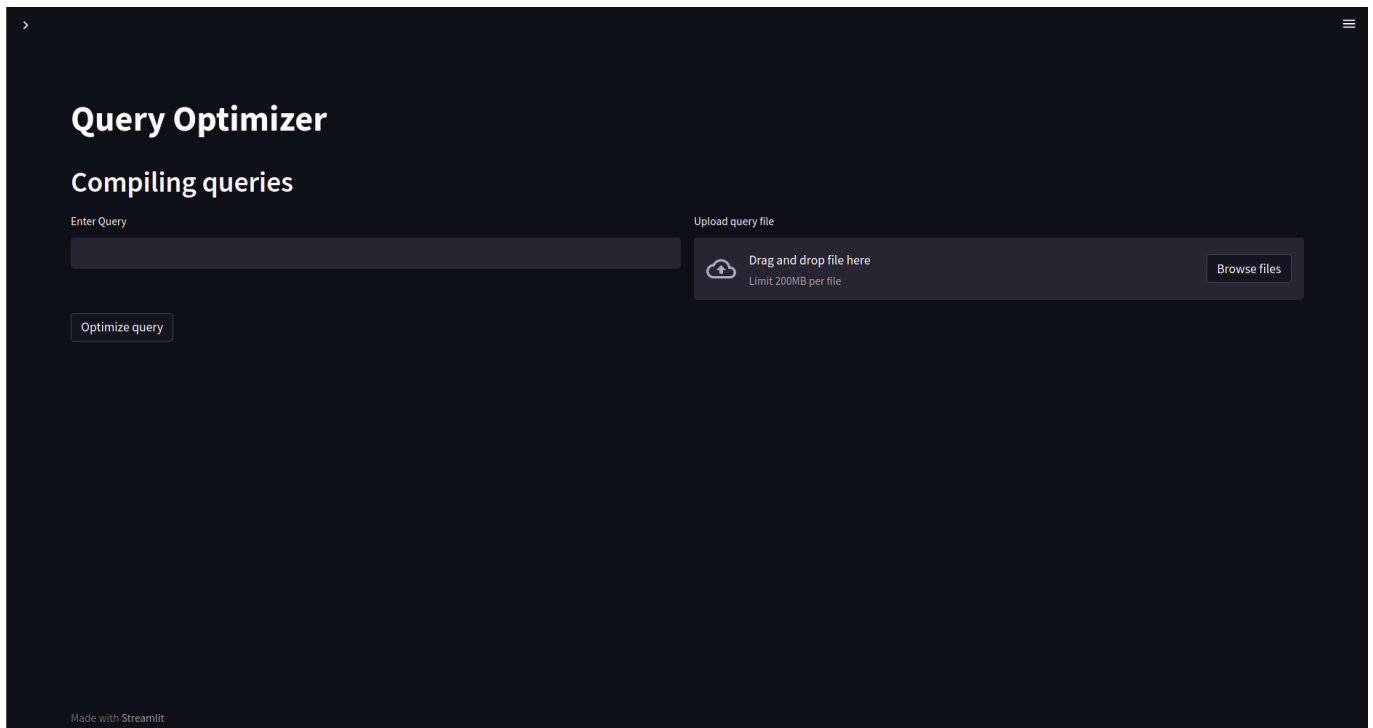 Query Optimizer
Compiling queries
Enter Query
Upload query file
Drag and drop file here
Limit 200MB per file
Browse files
Optimize query
Made with Streamlit